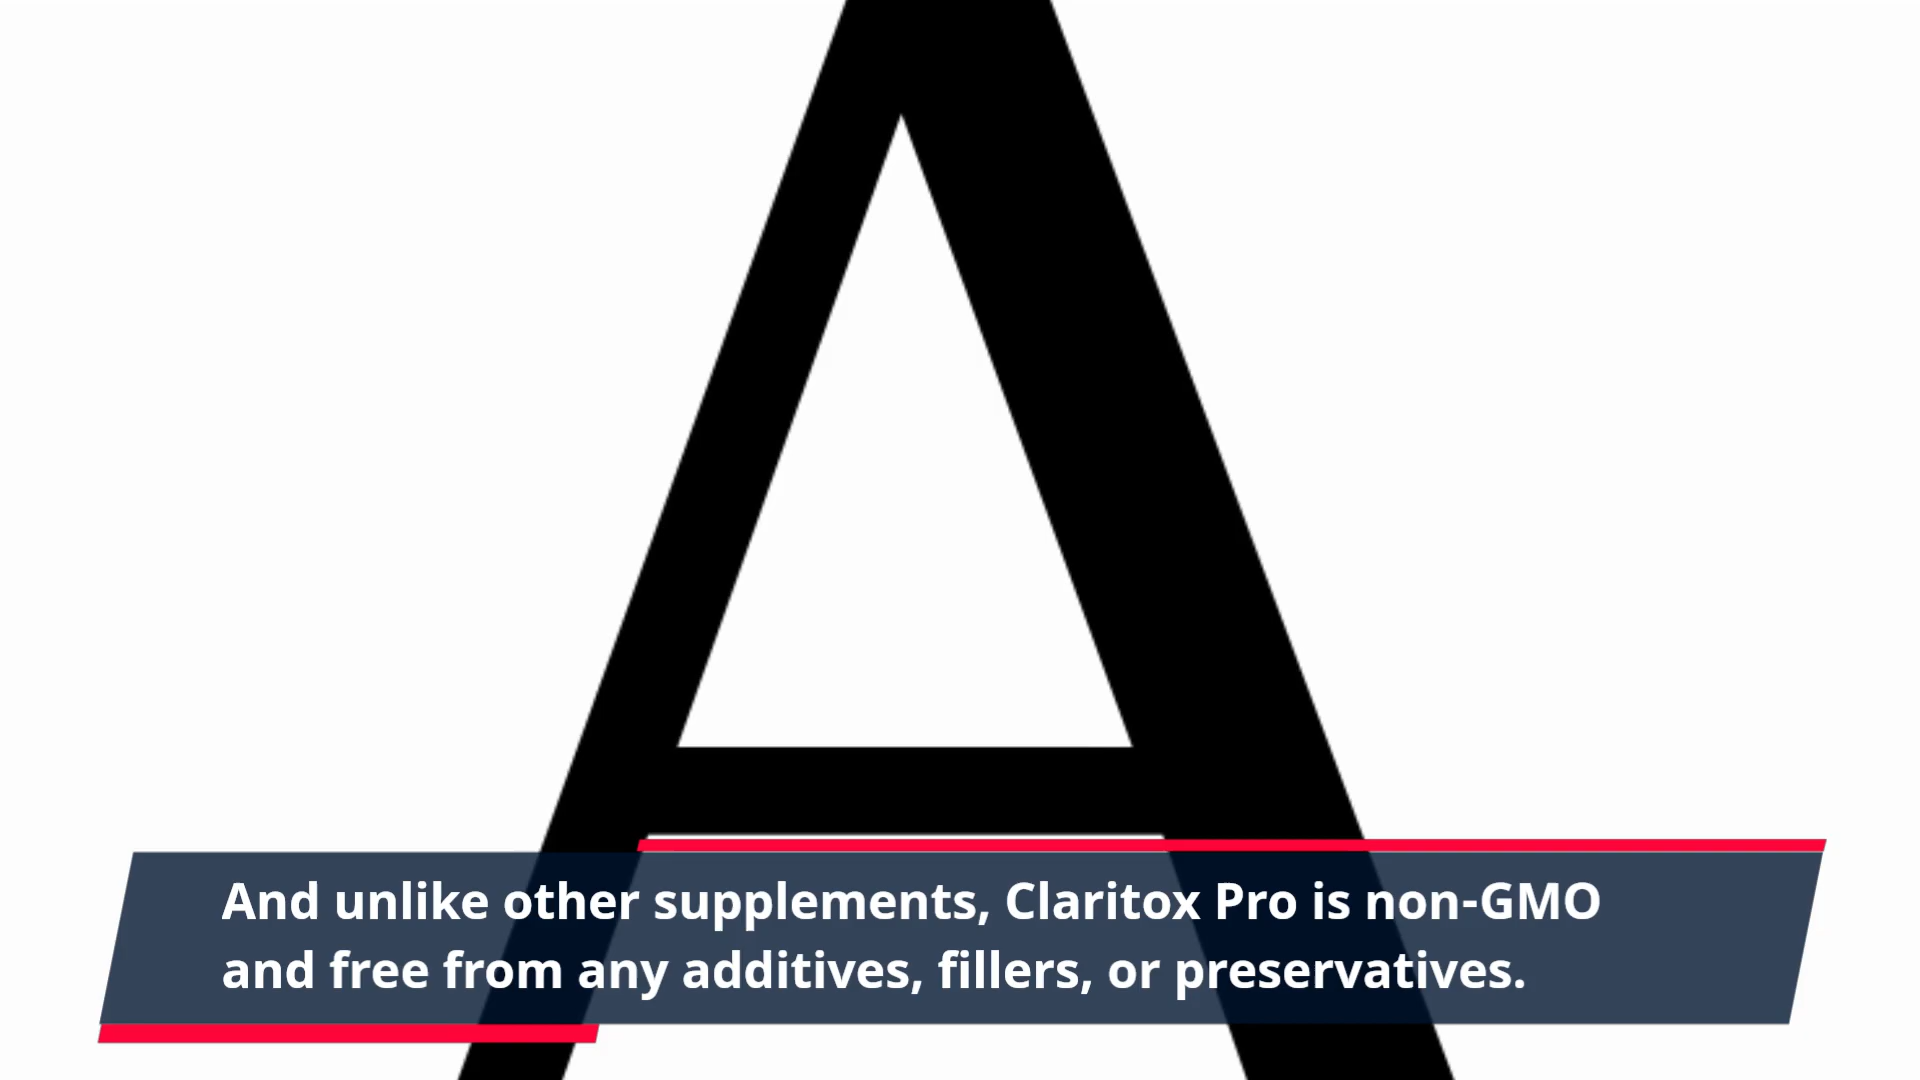 A
And unlike other supplements, Claritox Pro is non-GMO
and free from any additives, fillers, or preservatives.